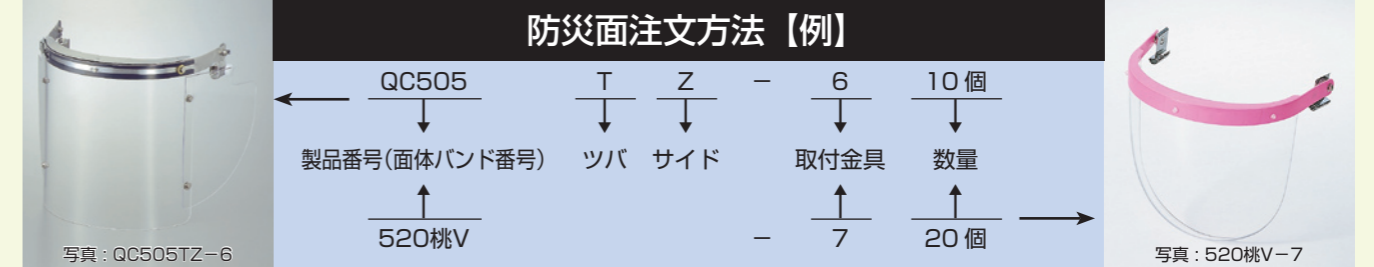 防災面注文方法【例】
QC505 T Z − 6 10個
製品番号(面体バンド番号) ツバ サイド 取付金具 数量
520桃V − 7 20個
写真:QC505TZ−6
写真:520桃V−7